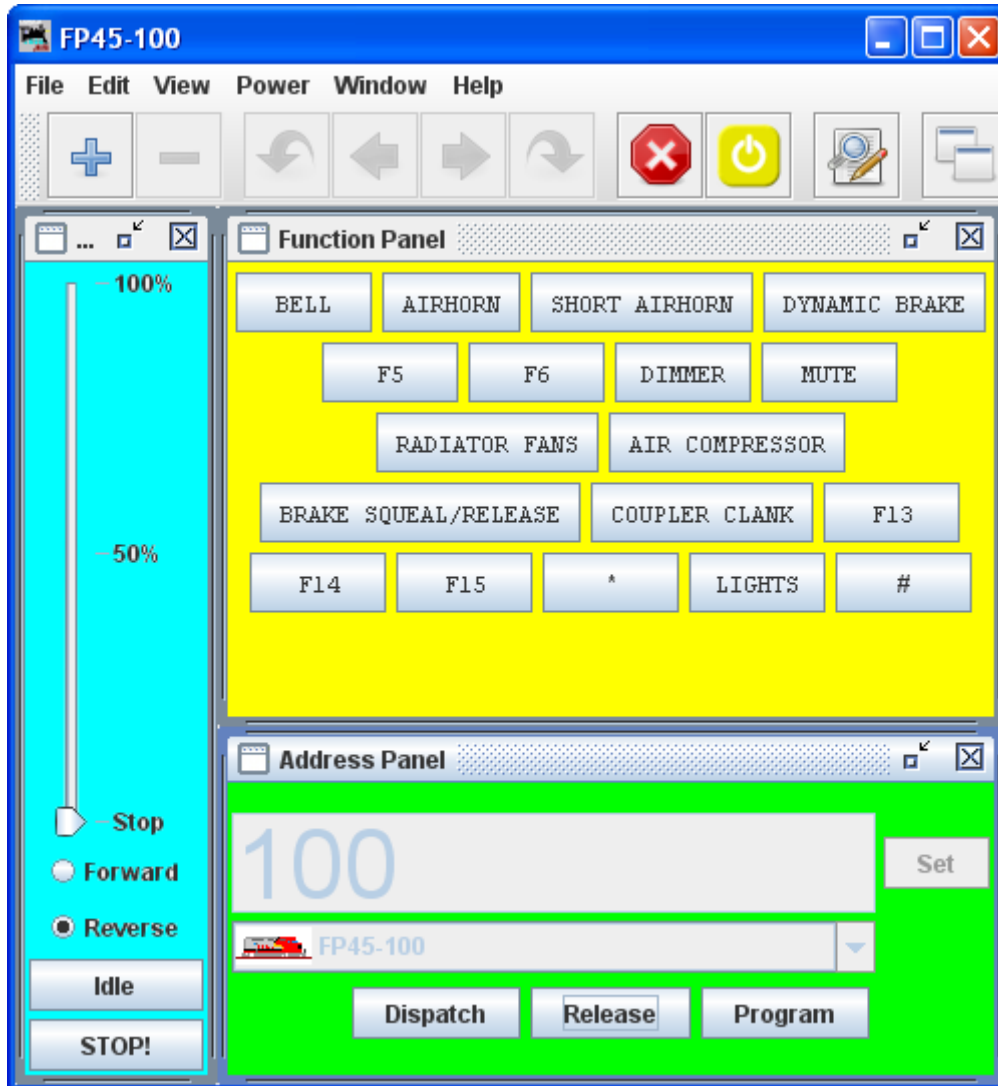 FP45-100
File Edit View Power Window Help
...
100%
50%
Stop
Forward
Reverse
Idle
STOP!
Function Panel
BELL AIRHORN SHORT AIRHORN DYNAMIC BRAKE
F5 F6 DIMMER MUTE
RADIATOR FANS AIR COMPRESSOR
BRAKE SQUEAL/RELEASE COUPLER CLANK F13
F14 F15 * LIGHTS #
Address Panel
100 Set
FP45-100
Dispatch Release Program